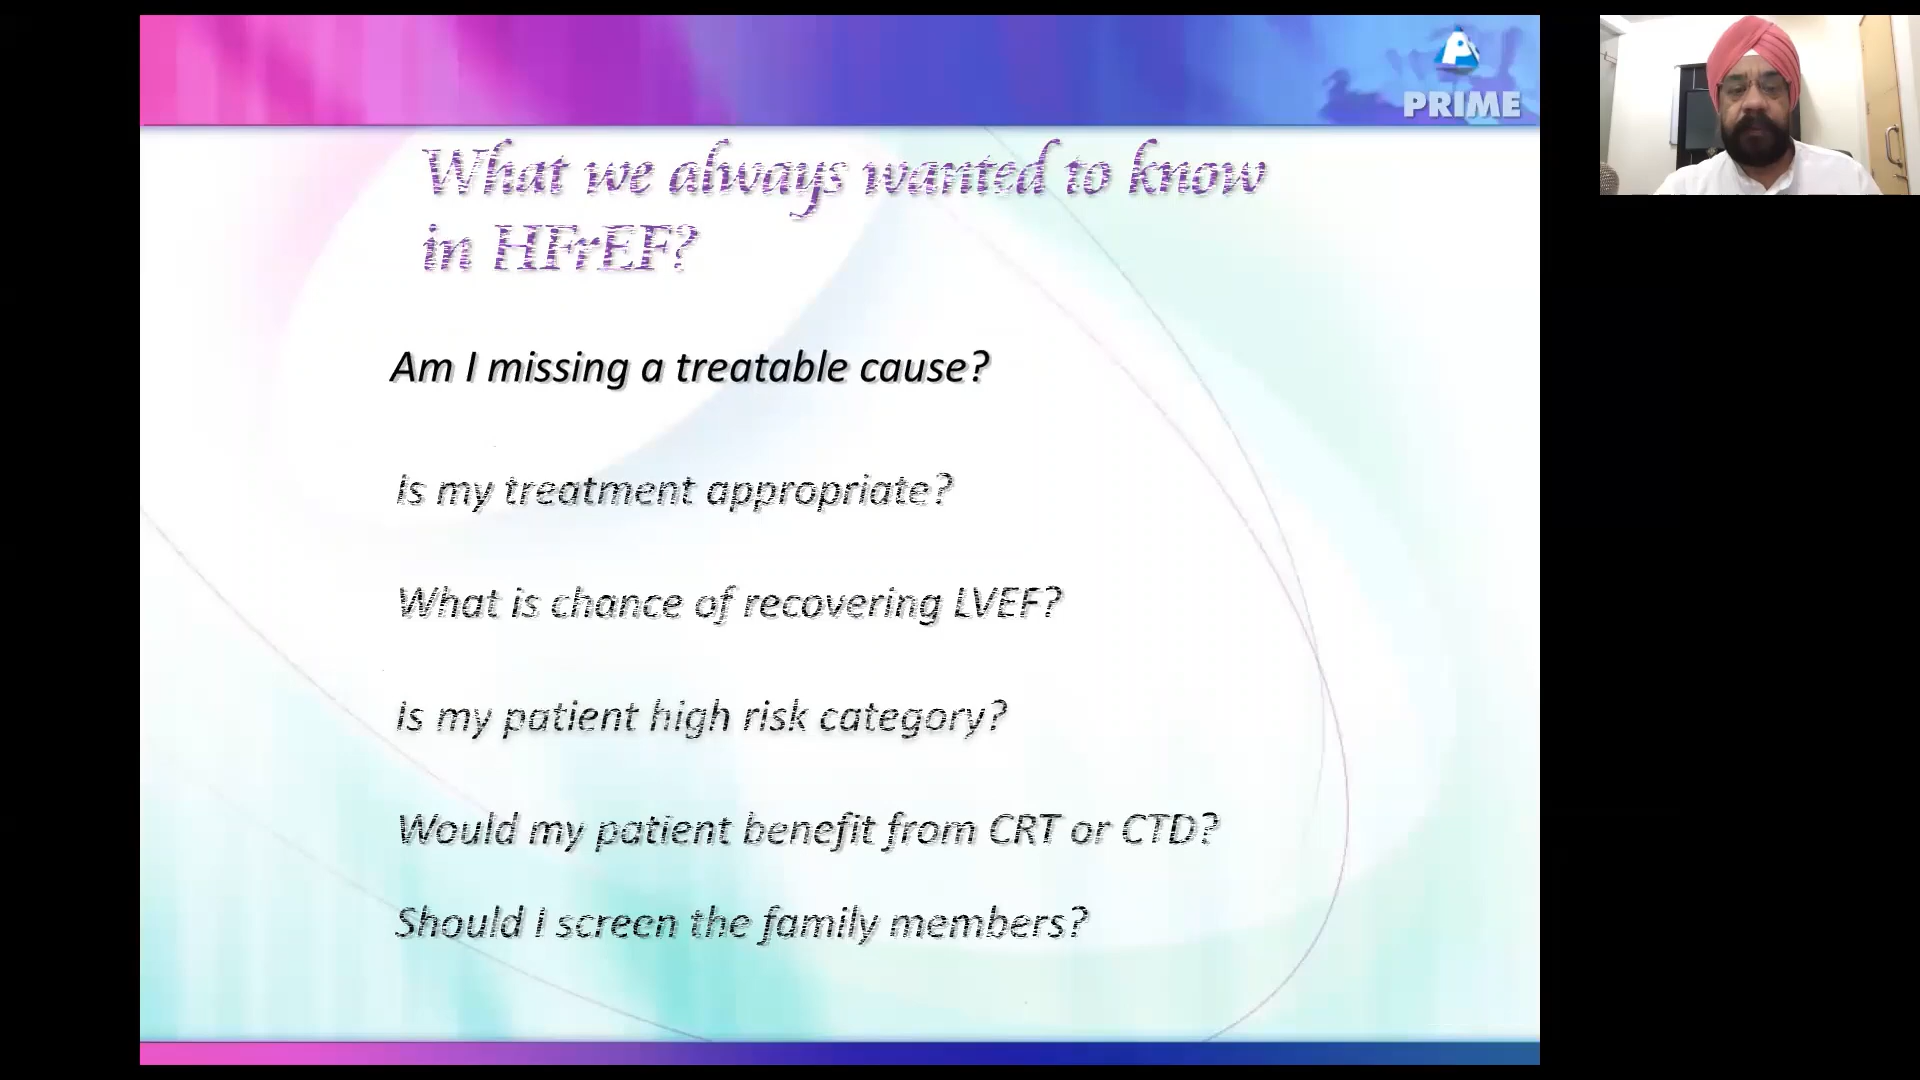 PRIME
What we always wanted to know
in HFrEF?
Am I missing a treatable cause?
Is my treatment appropriate?
What is chance of recovering LVEF?
Is my patient high risk category?
Would my patient benefit from CRT or CTD?
Should I screen the family members?